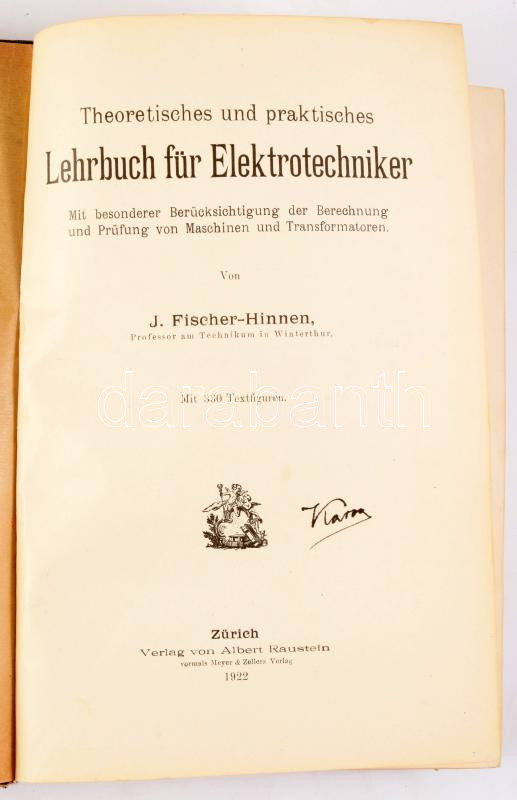 Theoretisches und praktisches
Lehrbuch für Elektrotechniker
Mit besonderer Berücksichtigung der Berechnung
und Prüfung von Maschinen und Transformatoren.
Von
J. Fischer-Hinnen,
Professor am Technikum in Winterthur,
Mit 330 Textfiguren.
darabanth
Zürich
Verlag von Albert Raustein
vormals Meyer & Zellers Verlag
1922